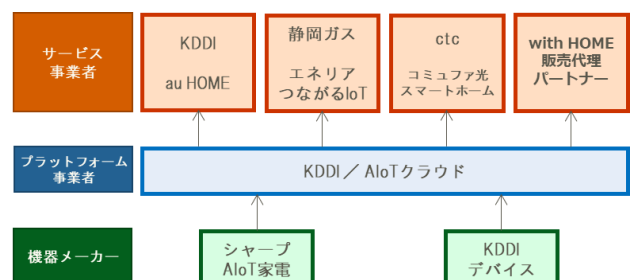 サービス
事業者
KDDI
au HOME
静岡ガス
エネリア
つながるIoT
ctc
コミュファ光
スマートホーム
with HOME
販売代理
パートナー
プラットフォーム
事業者
KDDI／ AIoTクラウド
機器メーカー
シャープ
AIoT家電
KDDI
デバイス